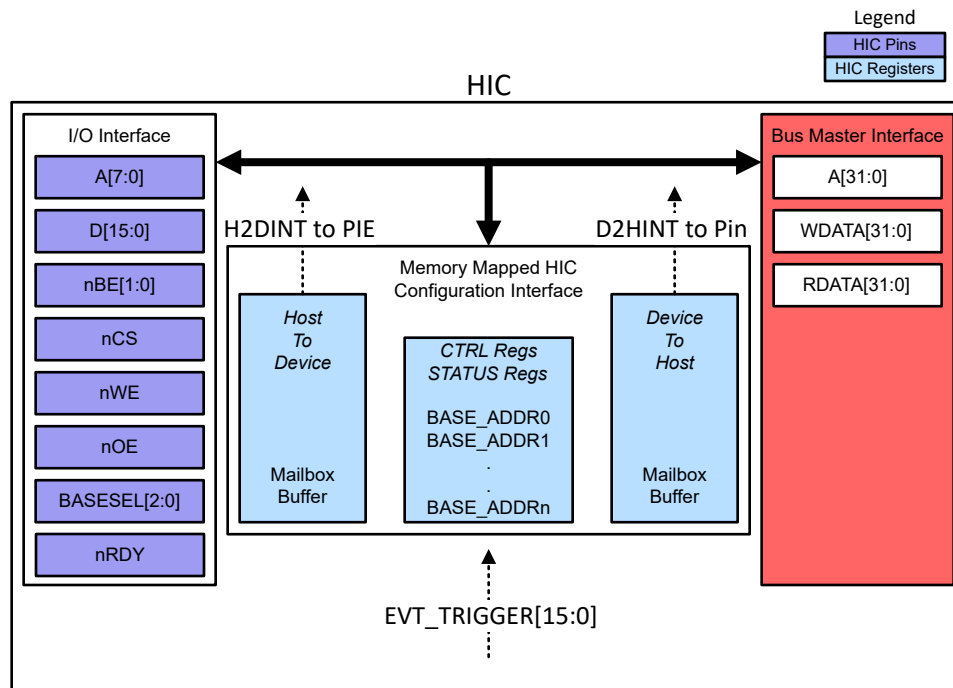 Legend
HIC Pins
HIC Registers
HIC
I/O Interface
A[7:0]
D[15:0]
nBE[1:0]
nCS
nWE
nOE
BASESEL[2:0]
nRDY
H2DINT to PIE
D2HINT to Pin
Memory Mapped HIC
Configuration Interface
Host
To
Device
Mailbox
Buffer
CTRL Regs
STATUS Regs
BASE_ADDR0
BASE_ADDR1
.
.
BASE_ADDRn
Device
To
Host
Mailbox
Buffer
EVT_TRIGGER[15:0]
Bus Master Interface
A[31:0]
WDATA[31:0]
RDATA[31:0]